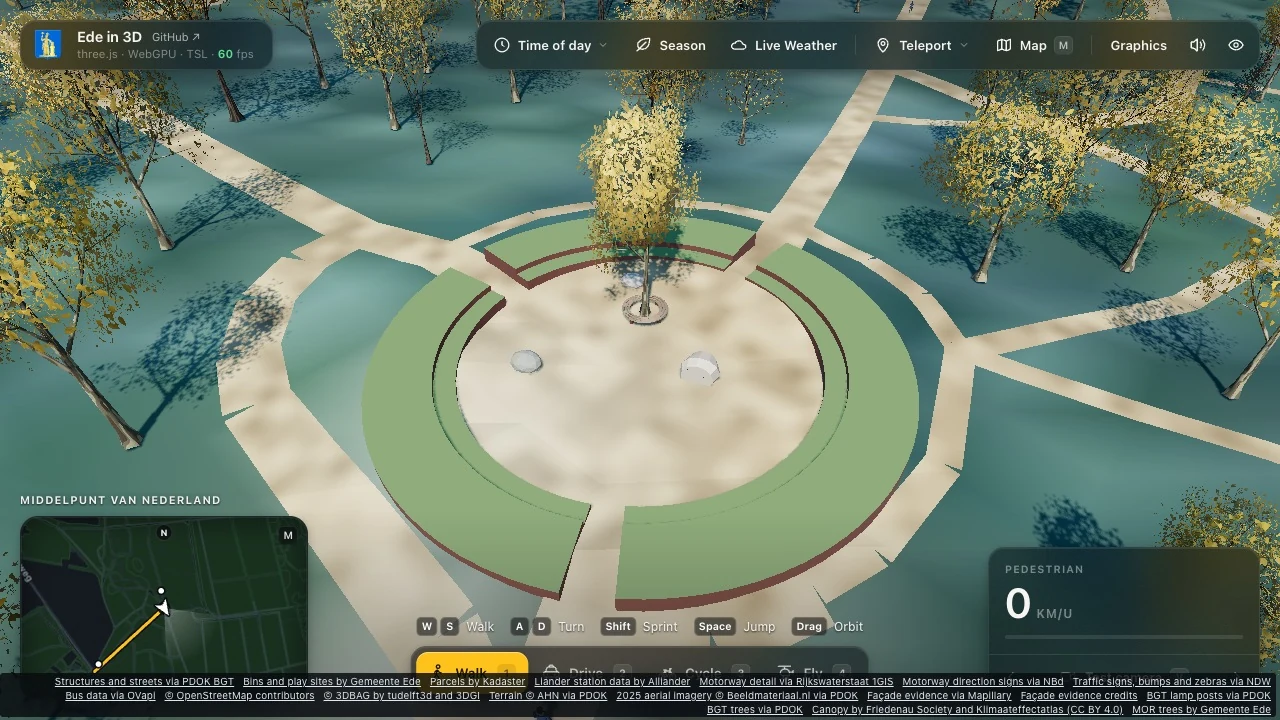 Ede in 3D GitHub ↗
three.js · WebGPU · TSL · 60 fps
Time of day
Season
Live Weather
Teleport
Map M
Graphics
MIDDELPUNT VAN NEDERLAND
N
M
PEDESTRIAN
0 KM/U
W S Walk A D Turn Shift Sprint Space Jump Drag Orbit
Walk 1 Drive 2 Cycle 3 Fly 4
Structures and streets via PDOK BGT Bins and play sites by Gemeente Ede Parcels by Kadaster Liander station data by Alliander Motorway detail via Rijkswaterstaat 1GIS Motorway direction signs via NBd Traffic signs, bumps and zebras via NDW
Bus data via OVapi © OpenStreetMap contributors © 3DBAG by tudelft3d and 3DGI Terrein © AHN via PDOK 2025 aerial imagery © Beeldmateriaal.nl via PDOK Façade evidence via Mapillary Façade evidence credits BGT lamp posts via PDOK
BGT trees via PDOK Canopy by Friedenau Society and Klimaateffectatlas (CC BY 4.0) MOR trees by Gemeente Ede